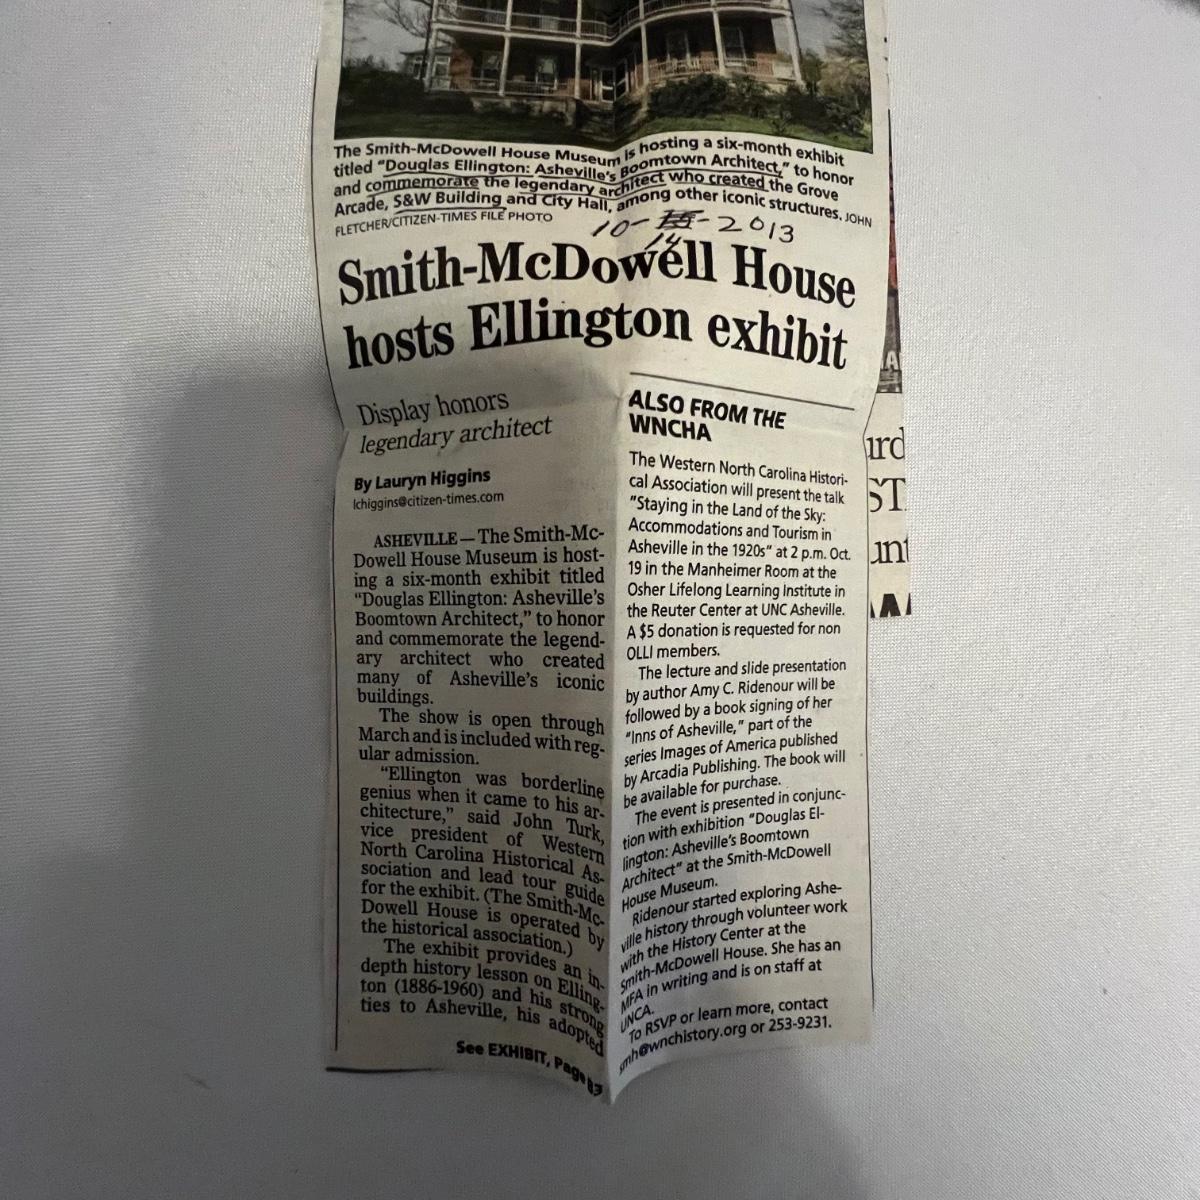 The Smith-McDowell House Museum is hosting a six-month exhibit
titled “Douglas Ellington: Asheville’s Boomtown Architect,” to honor
and commemorate the legendary architect who created the Grove
Arcade, S&W Building and City Hall, among other iconic structures. JOHN
FLETCHER/CITIZEN-TIMES FILE PHOTO
10- -2013
14
Smith-McDowell House
hosts Ellington exhibit
Display honors
legendary architect
By Lauryn Higgins
lchiggins@citizen-times.com
ASHEVILLE — The Smith-Mc-
Dowell House Museum is host-
ing a six-month exhibit titled
“Douglas Ellington: Asheville’s
Boomtown Architect,” to honor
and commemorate the legend-
ary architect who created
many of Asheville’s iconic
buildings.
The show is open through
March and is included with reg-
ular admission.
“Ellington was borderline
genius when it came to his ar-
chitecture,” said John Turk,
vice president of Western
North Carolina Historical As-
sociation and lead tour guide
for the exhibit. (The Smith-Mc-
Dowell House is operated by
the historical association.)
The exhibit provides an in-
depth history lesson on Elling-
ton (1886-1960) and his strong
ties to Asheville, his adopted
See EXHIBIT, Page
ALSO FROM THE
WNCHA
The Western North Carolina Histori-
cal Association will present the talk
“Staying in the Land of the Sky:
Accommodations and Tourism in
Asheville in the 1920s” at 2 p.m. Oct.
19 in the Manheimer Room at the
Osher Lifelong Learning Institute in
the Reuter Center at UNC Asheville.
A $5 donation is requested for non
OLLI members.
The lecture and slide presentation
by author Amy C. Ridenour will be
followed by a book signing of her
“Inns of Asheville,” part of the
series Images of America published
by Arcadia Publishing. The book will
be available for purchase.
The event is presented in conjunc-
tion with exhibition “Douglas El-
lington: Asheville’s Boomtown
Architect” at the Smith-McDowell
House Museum.
Ridenour started exploring Ashe-
ville history through volunteer work
with the History Center at the
Smith-McDowell House. She has an
MFA in writing and is on staff at
UNCA.
To RSVP or learn more, contact
smh@wnchistory.org or 253-9231.